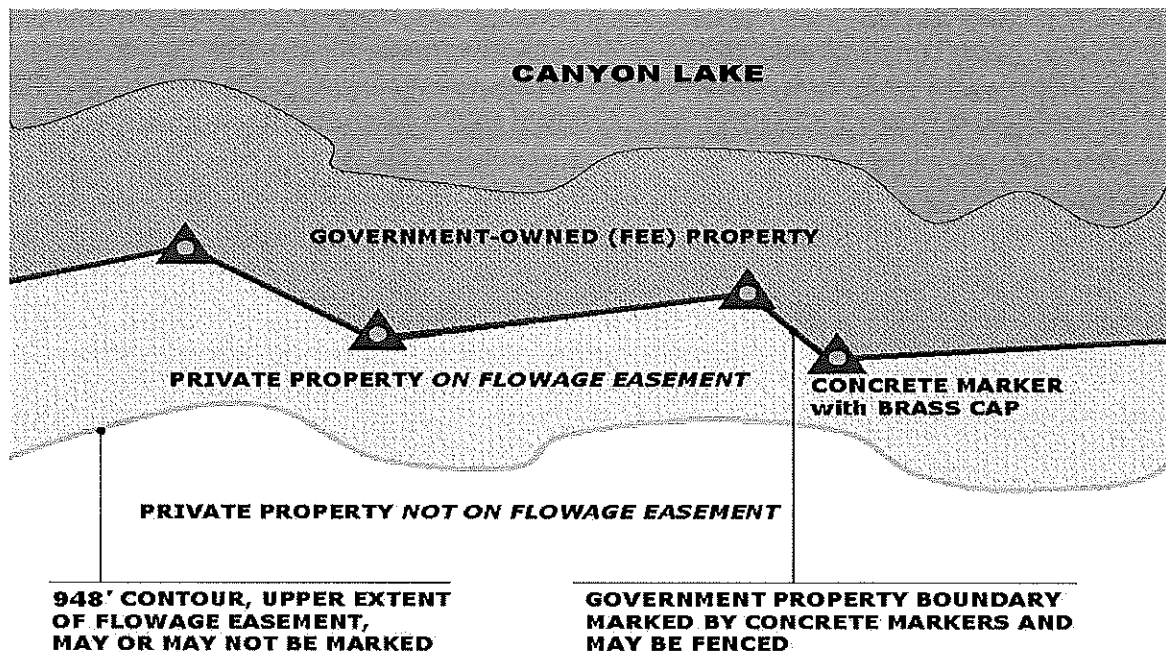 CANYON LAKE
GOVERNMENT-OWNED (FEE) PROPERTY
PRIVATE PROPERTY ON FLOWAGE EASEMENT
CONCRETE MARKER
with BRASS CAP
PRIVATE PROPERTY NOT ON FLOWAGE EASEMENT
948' CONTOUR, UPPER EXTENT
OF FLOWAGE EASEMENT,
MAY OR MAY NOT BE MARKED
GOVERNMENT PROPERTY BOUNDARY
MARKED BY CONCRETE MARKERS AND
MAY BE FENCED